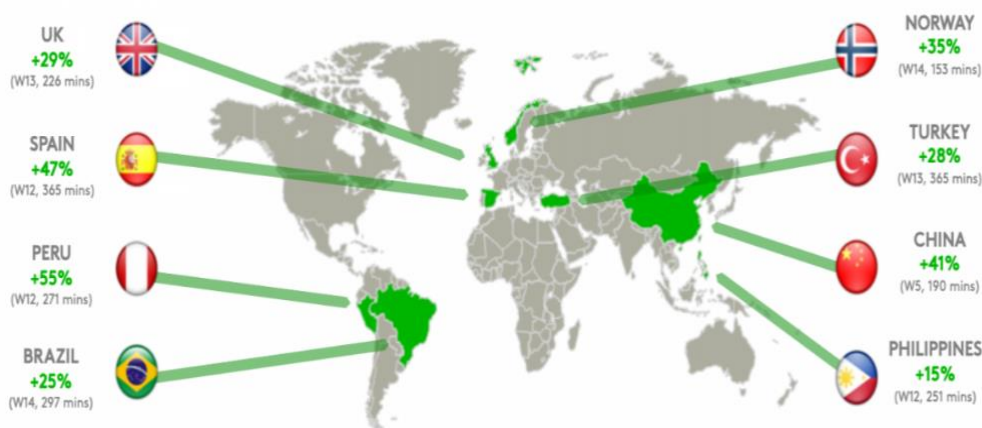 UK
+29%
(W13, 226 mins)
SPAIN
+47%
(W12, 365 mins)
PERU
+55%
(W12, 271 mins)
BRAZIL
+25%
(W14, 297 mins)
NORWAY
+35%
(W14, 153 mins)
TURKEY
+28%
(W13, 365 mins)
CHINA
+41%
(W5, 190 mins)
PHILIPPINES
+15%
(W12, 251 mins)